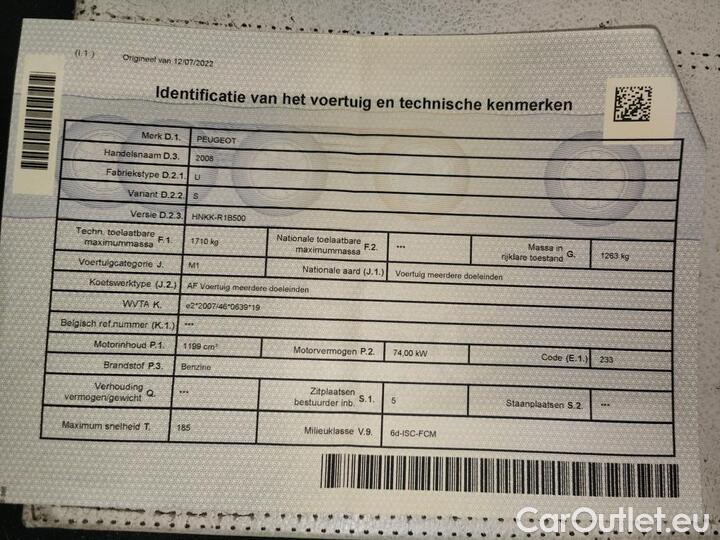 (I.1.) Origineel van 12/07/2022
Identificatie van het voertuig en technische kenmerken
Merk D.1. PEUGEOT
Handelsnaam D.3. 2008
Fabriekstype D.2.1. U
Variant D.2.2. S
Versie D.2.3. HNKK-R1B500
Techn. toelaatbare maximummassa F.1. 1710 kg Nationale toelaatbare maximummassa F.2. *** Massa in rijklare toestand G. 1263 kg
Voertuigcategorie J. M1 Nationale aard (J.1.) Voertuig meerdere doeleinden
Koetswerktype (J.2.) AF Voertuig meerdere doeleinden
WVTA K. e2*2007/46*0639*19
Belgisch ref.nummer (K.1.) ***
Motorinhoud P.1. 1199 cm³ Motorvermogen P.2. 74,00 kW Code (E.1.) 233
Brandstof P.3. Benzine
Verhouding vermogen/gewicht Q. *** Zitplaatsen bestuurder inb. S.1. 5 Staanplaatsen S.2. ***
Maximum snelheid T. 185 Milieuklasse V.9. 6d-ISC-FCM
CarOutlet.eu